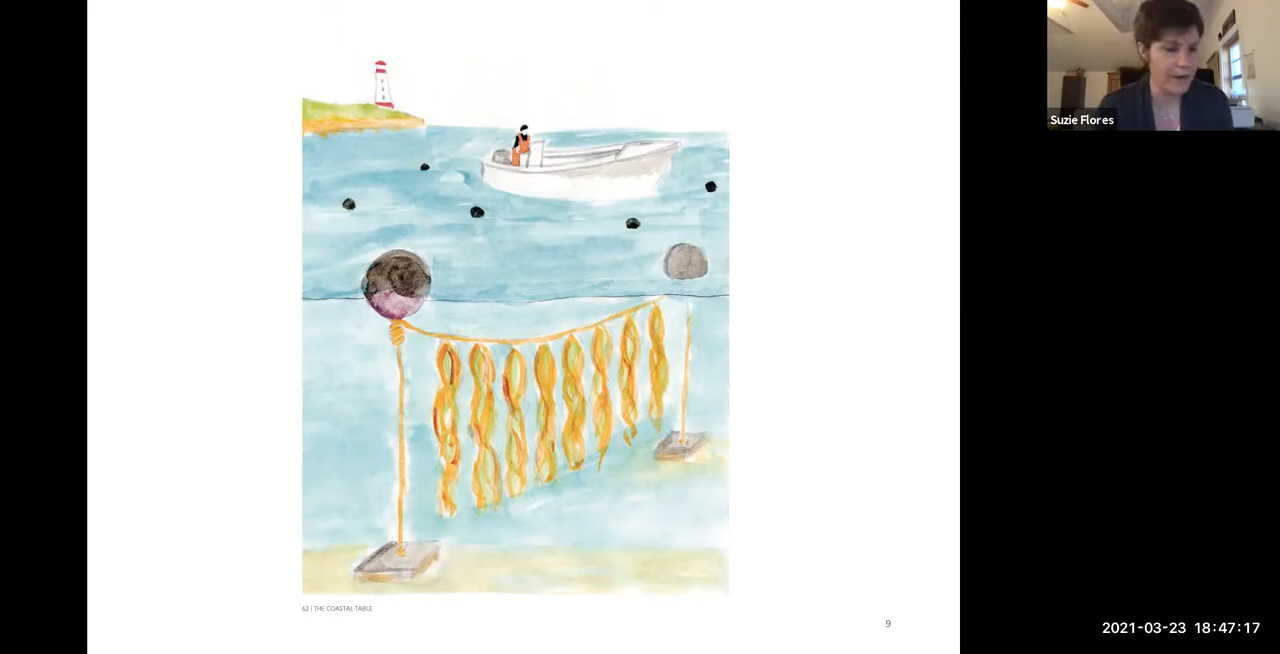 Suzie Flores
62 | THE COASTAL TABLE
9
2021-03-23 18:47:17